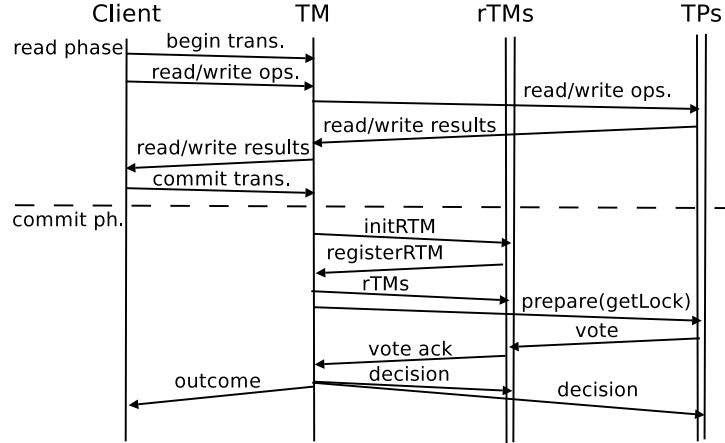 Client TM rTMs TPs
read phase
begin trans.
read/write ops.
read/write ops.
read/write results
read/write results
commit trans.
commit ph.
initRTM
registerRTM
rTMs
prepare(getLock)
vote
vote ack
decision
outcome
decision